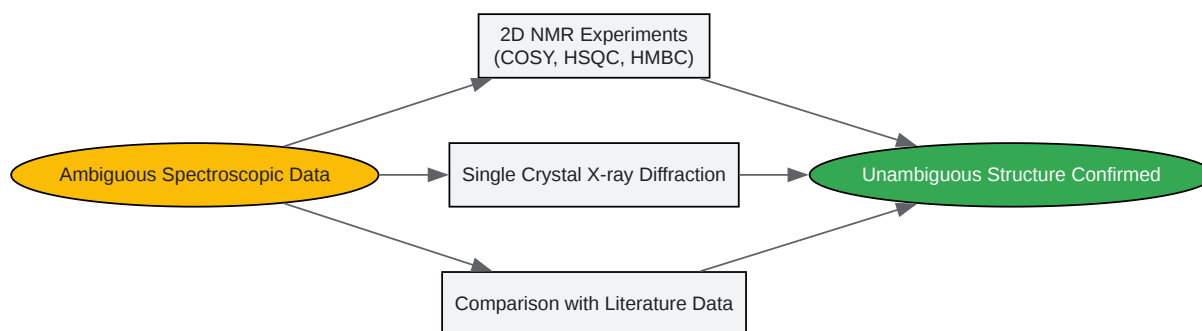 2D NMR Experiments
(COSY, HSQC, HMBC)
Ambiguous Spectroscopic Data
Single Crystal X-ray Diffraction
Unambiguous Structure Confirmed
Comparison with Literature Data